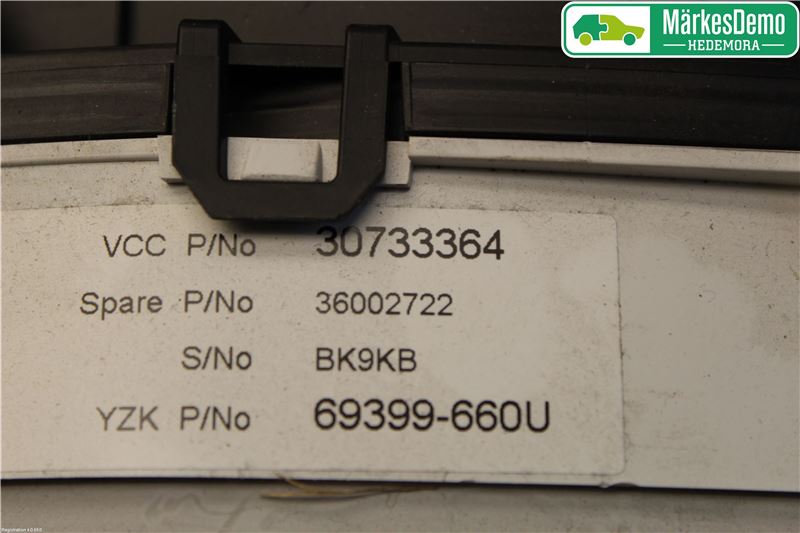 MärkesDemo
HEDEMORA
VCC P/No 30733364
Spare P/No 36002722
S/No BK9KB
YZK P/No 69399-660U